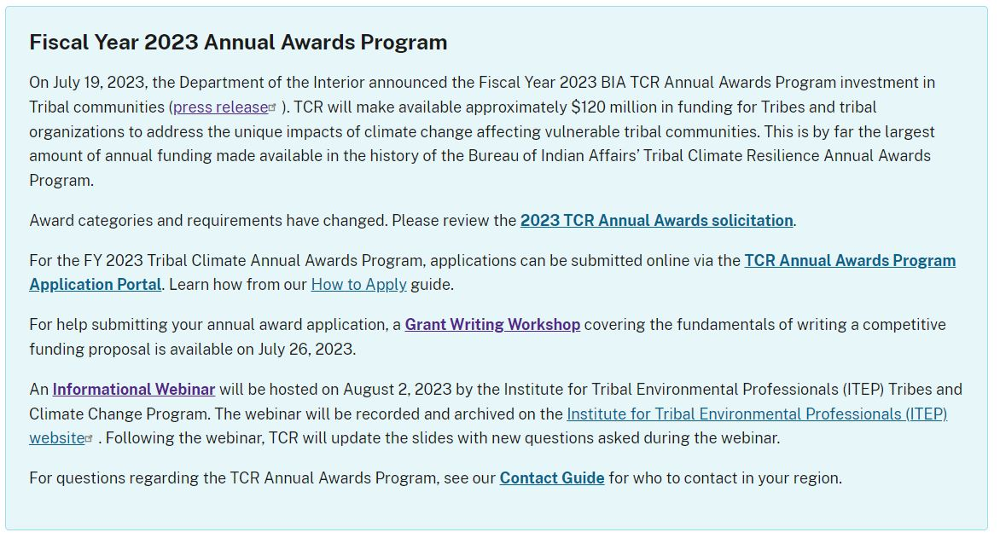 Fiscal Year 2023 Annual Awards Program
On July 19, 2023, the Department of the Interior announced the Fiscal Year 2023 BIA TCR Annual Awards Program investment in
Tribal communities (press release ). TCR will make available approximately $120 million in funding for Tribes and tribal
organizations to address the unique impacts of climate change affecting vulnerable tribal communities. This is by far the largest
amount of annual funding made available in the history of the Bureau of Indian Affairs’ Tribal Climate Resilience Annual Awards
Program.
Award categories and requirements have changed. Please review the 2023 TCR Annual Awards solicitation.
For the FY 2023 Tribal Climate Annual Awards Program, applications can be submitted online via the TCR Annual Awards Program
Application Portal. Learn how from our How to Apply guide.
For help submitting your annual award application, a Grant Writing Workshop covering the fundamentals of writing a competitive
funding proposal is available on July 26, 2023.
An Informational Webinar will be hosted on August 2, 2023 by the Institute for Tribal Environmental Professionals (ITEP) Tribes and
Climate Change Program. The webinar will be recorded and archived on the Institute for Tribal Environmental Professionals (ITEP)
website . Following the webinar, TCR will update the slides with new questions asked during the webinar.
For questions regarding the TCR Annual Awards Program, see our Contact Guide for who to contact in your region.